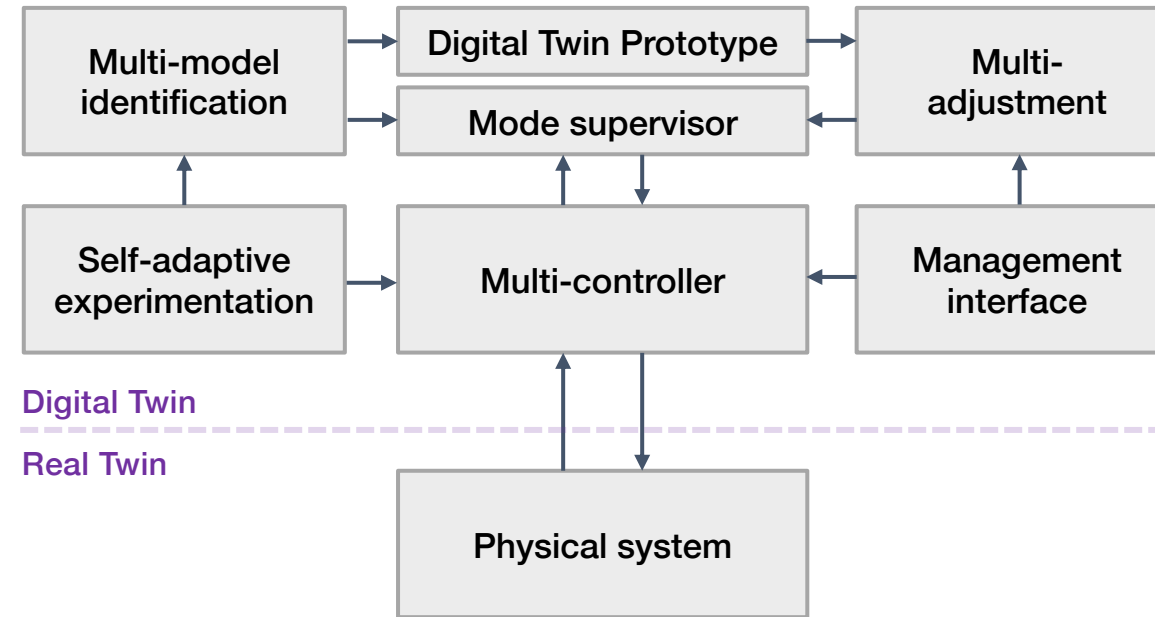 Multi-model
identification
Digital Twin Prototype
Mode supervisor
Multi-
adjustment
Self-adaptive
experimentation
Multi-controller
Management
interface
Digital Twin
Real Twin
Physical system